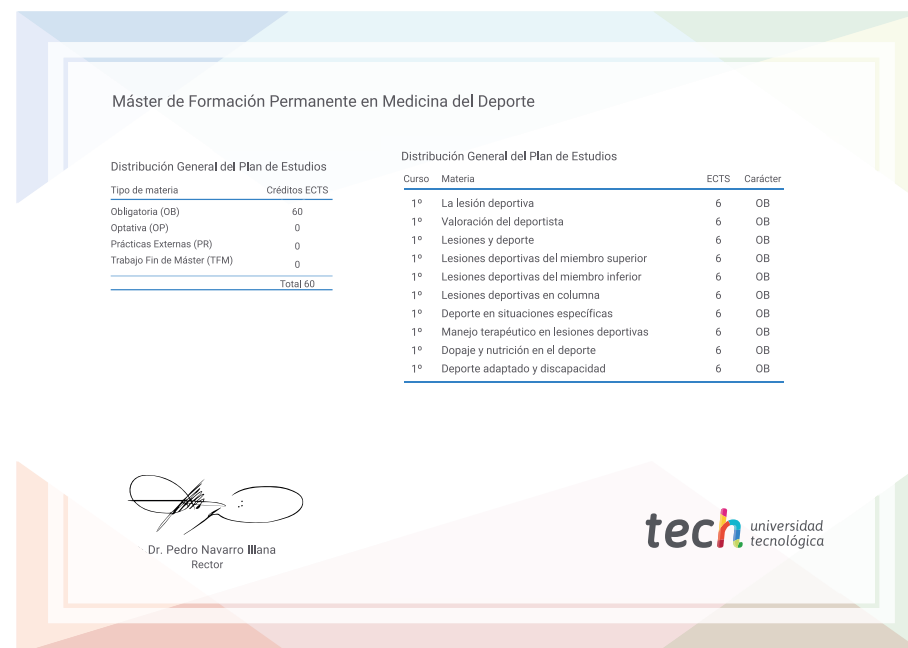 Máster de Formación Permanente en Medicina del Deporte
Distribución General del Plan de Estudios
Tipo de materia Créditos ECTS
Obligatoria (OB) 60
Optativa (OP) 0
Prácticas Externas (PR) 0
Trabajo Fin de Máster (TFM) 0
Total 60
Distribución General del Plan de Estudios
Curso Materia ECTS Carácter
1º La lesión deportiva 6 OB
1º Valoración del deportista 6 OB
1º Lesiones y deporte 6 OB
1º Lesiones deportivas del miembro superior 6 OB
1º Lesiones deportivas del miembro inferior 6 OB
1º Lesiones deportivas en columna 6 OB
1º Deporte en situaciones específicas 6 OB
1º Manejo terapéutico en lesiones deportivas 6 OB
1º Dopaje y nutrición en el deporte 6 OB
1º Deporte adaptado y discapacidad 6 OB
Dr. Pedro Navarro Illana
Rector
tech universidad
tecnológica